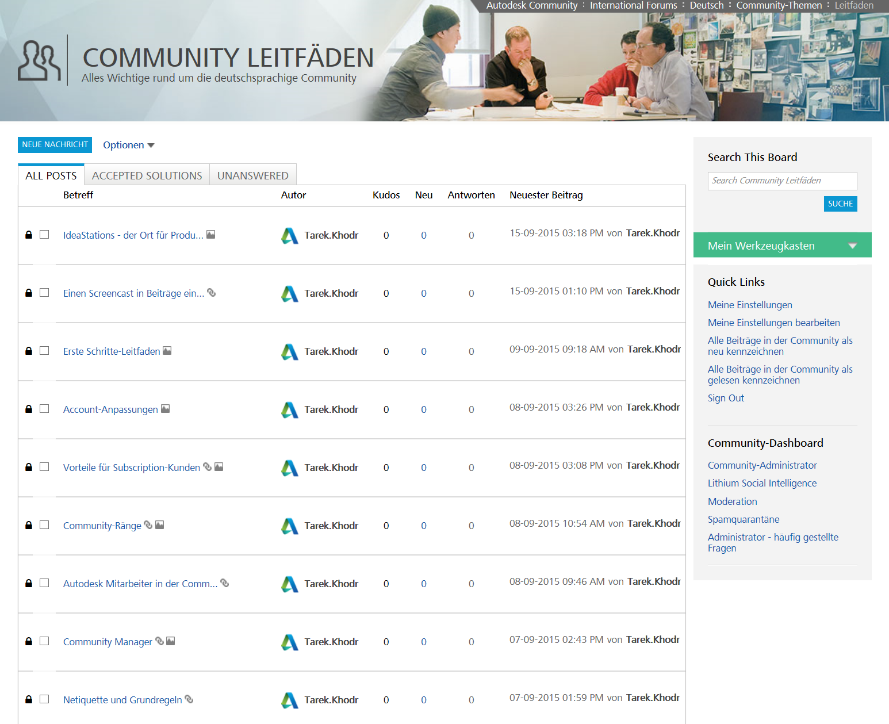 Autodesk Community : International Forums : Deutsch : Community-Themen : Leitfäden
COMMUNITY LEITFÄDEN
Alles Wichtige rund um die deutschsprachige Community
NEUE NACHRICHT Optionen
ALL POSTS ACCEPTED SOLUTIONS UNANSWERED
Betreff Autor Kudos Neu Antworten Neuester Beitrag
IdeaStations - der Ort für Produ... Tarek.Khodr 0 0 0 15-09-2015 03:18 PM von Tarek.Khodr
Einen Screencast in Beiträge ein... Tarek.Khodr 0 0 0 15-09-2015 01:10 PM von Tarek.Khodr
Erste Schritte-Leitfaden Tarek.Khodr 0 0 0 09-09-2015 09:18 AM von Tarek.Khodr
Account-Anpassungen Tarek.Khodr 0 0 0 08-09-2015 03:26 PM von Tarek.Khodr
Vorteile für Subscription-Kunden Tarek.Khodr 0 0 0 08-09-2015 03:08 PM von Tarek.Khodr
Community-Ränge Tarek.Khodr 0 0 0 08-09-2015 10:54 AM von Tarek.Khodr
Autodesk Mitarbeiter in der Comm... Tarek.Khodr 0 0 0 08-09-2015 09:46 AM von Tarek.Khodr
Community Manager Tarek.Khodr 0 0 0 07-09-2015 02:43 PM von Tarek.Khodr
Netiquette und Grundregeln Tarek.Khodr 0 0 0 07-09-2015 01:59 PM von Tarek.Khodr
Search This Board
Search Community Leitfäden
SUCHE
Mein Werkzeugkasten
Quick Links
Meine Einstellungen
Meine Einstellungen bearbeiten
Alle Beiträge in der Community als
neu kennzeichnen
Alle Beiträge in der Community als
gelesen kennzeichnen
Sign Out
Community-Dashboard
Community-Administrator
Lithium Social Intelligence
Moderation
Spamquarantäne
Administrator - häufig gestellte
Fragen